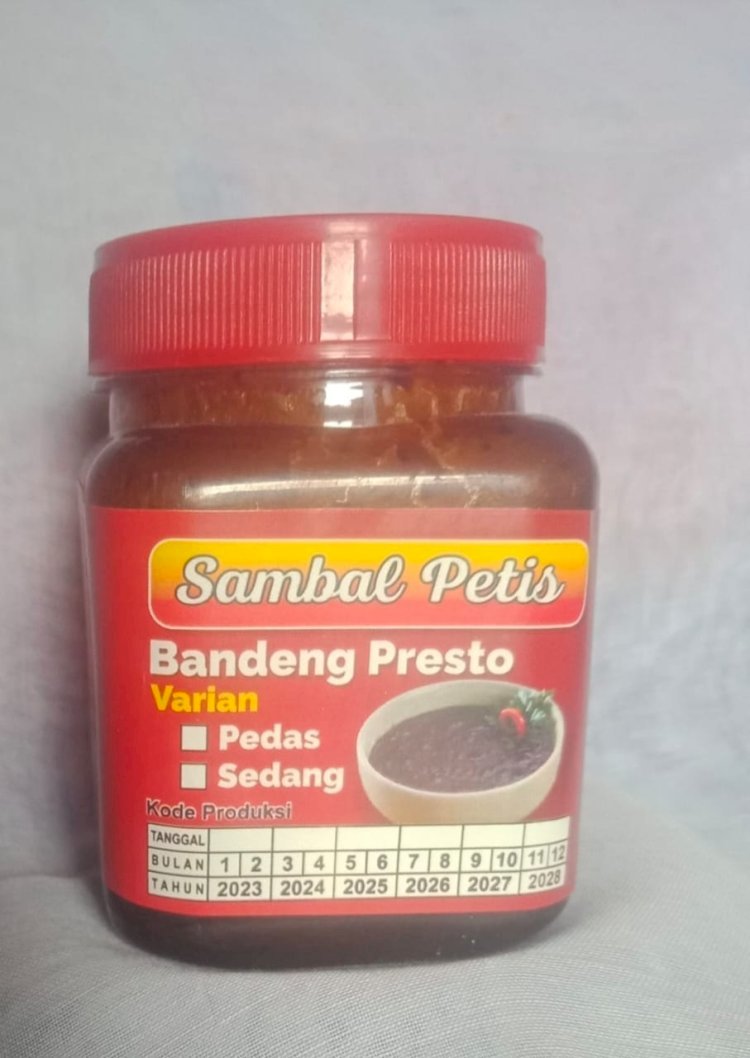 Sambal Petis
Bandeng Presto
Varian
Pedas
Sedang
Kode Produksi
TANGGAL
BULAN 1 2 3 4 5 6 7 8 9 10 11 12
TAHUN 2023 2024 2025 2026 2027 2028